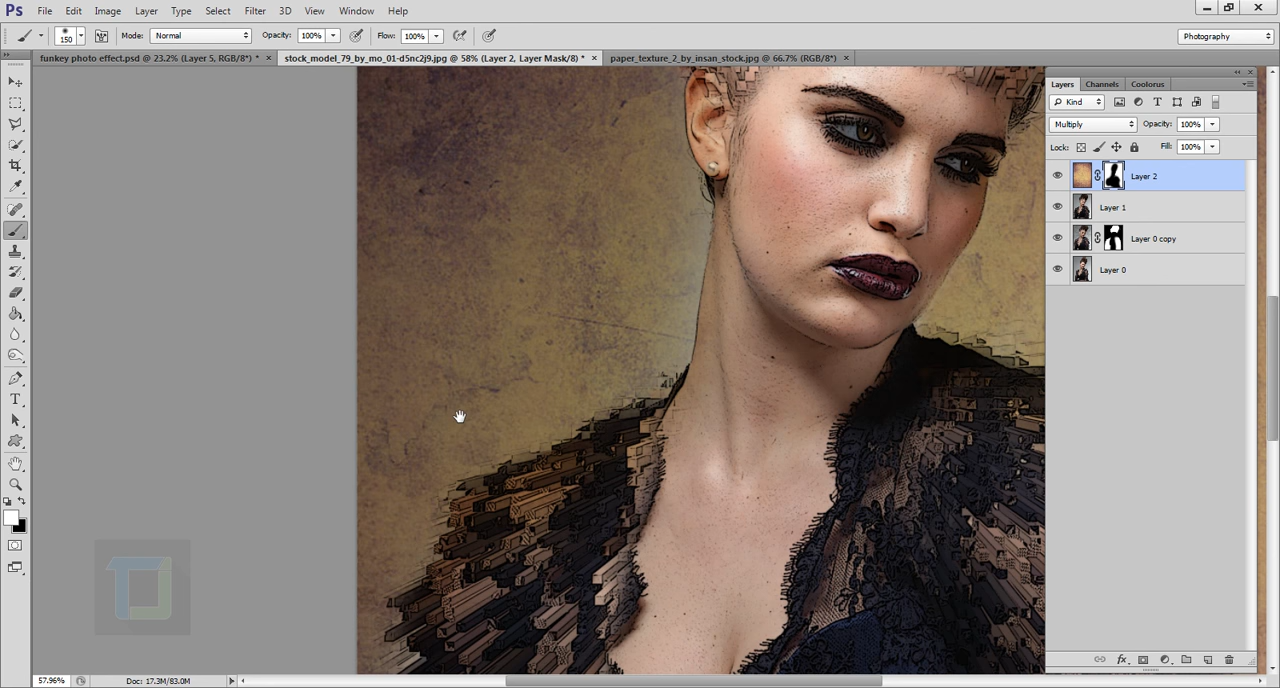 Ps File Edit Image Layer Type Select Filter 3D View Window Help
150 Mode: Normal Opacity: 100% Flow: 100% Photography
funkey photo effect.psd @ 23.2% (Layer 5, RGB/8*) * × stock_model_79_by_mo_01-d5nc2j9.jpg @ 58% (Layer 2, Layer Mask/8) * × paper_texture_2_by_insan_stock.jpg @ 66.7% (RGB/8*) ×
Layers Channels Coolorus
Kind
Multiply Opacity: 100%
Lock: Fill: 100%
Layer 2
Layer 1
Layer 0 copy
Layer 0
57.96% Doc: 17.3M/83.0M